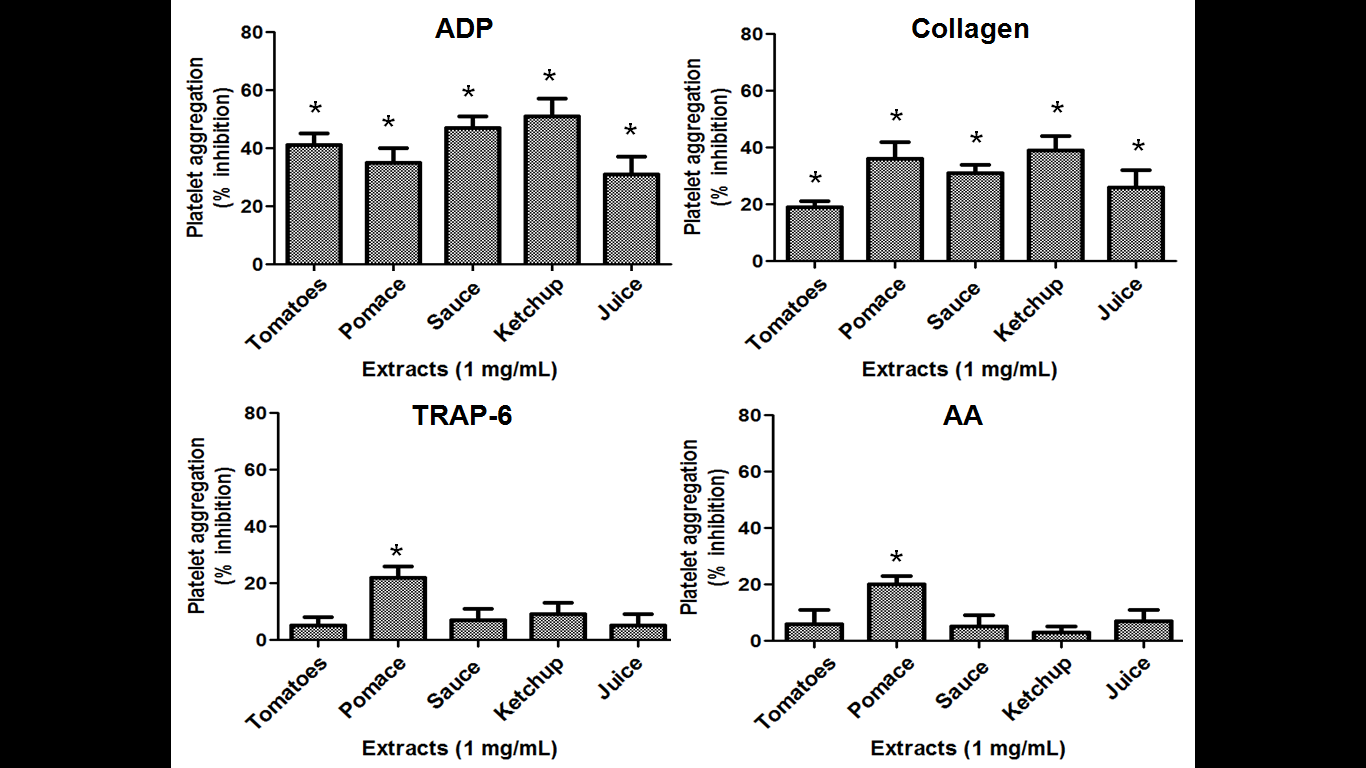 ADP
Platelet aggregation
(% inhibition)
80
60
40
20
0
*
*
*
*
*
Tomatoes
Pomace
Sauce
Ketchup
Juice
Extracts (1 mg/mL)
Collagen
Platelet aggregation
(% inhibition)
80
60
40
20
0
*
*
*
*
*
Tomatoes
Pomace
Sauce
Ketchup
Juice
Extracts (1 mg/mL)
TRAP-6
Platelet aggregation
(% inhibition)
80
60
40
20
0
*
Tomatoes
Pomace
Sauce
Ketchup
Juice
Extracts (1 mg/mL)
AA
Platelet aggregation
(% inhibition)
80
60
40
20
0
*
Tomatoes
Pomace
Sauce
Ketchup
Juice
Extracts (1 mg/mL)